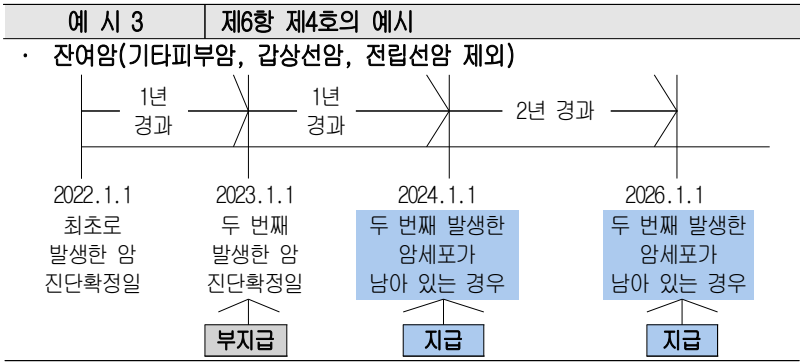 예 시 3 제6항 제4호의 예시
· 잔여암(기타피부암, 갑상선암, 전립선암 제외)
1년 1년
경과 경과 2년 경과
2022.1.1 2023.1.1 2024.1.1 2026.1.1
최초로 두 번째 두 번째 발생한 두 번째 발생한
발생한 암 발생한 암 암세포가 암세포가
진단확정일 진단확정일 남아 있는 경우 남아 있는 경우
부지급 지급 지급